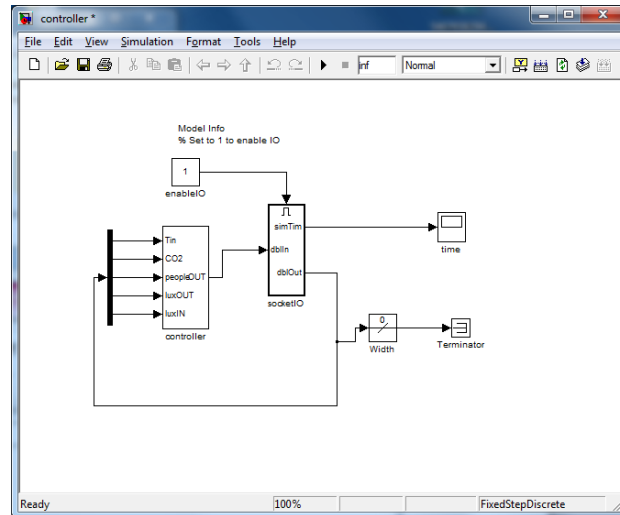 controller *
File Edit View Simulation Format Tools Help
inf Normal
Model Info
% Set to 1 to enable IO
1
enableIO
Tin
CO2
peopleOUT
luxOUT
luxIN
controller
simTim
dblIn
dblOut
socketIO
time
0
Width
Terminator
Ready 100% FixedStepDiscrete